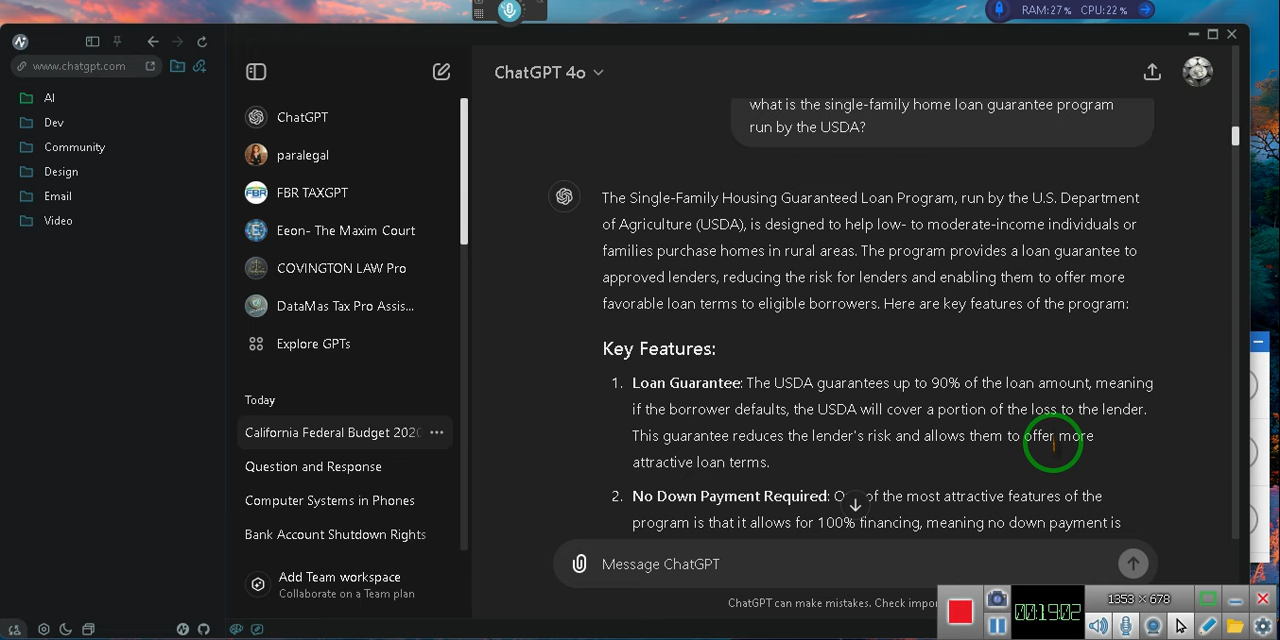 RAM:27% CPU:22%
www.chatgpt.com
AI
Dev
Community
Design
Email
Video
ChatGPT
paralegal
FBR TAXGPT
Eeon- The Maxim Court
COVINGTON LAW Pro
DataMas Tax Pro Assis...
Explore GPTs
Today
California Federal Budget 202
Question and Response
Computer Systems in Phones
Bank Account Shutdown Rights
Add Team workspace
Collaborate on a Team plan
ChatGPT 4o
what is the single-family home loan guarantee program
run by the USDA?
The Single-Family Housing Guaranteed Loan Program, run by the U.S. Department
of Agriculture (USDA), is designed to help low- to moderate-income individuals or
families purchase homes in rural areas. The program provides a loan guarantee to
approved lenders, reducing the risk for lenders and enabling them to offer more
favorable loan terms to eligible borrowers. Here are key features of the program:
Key Features:
1. Loan Guarantee: The USDA guarantees up to 90% of the loan amount, meaning
if the borrower defaults, the USDA will cover a portion of the loss to the lender.
This guarantee reduces the lender's risk and allows them to offer more
attractive loan terms.
2. No Down Payment Required: of the most attractive features of the
program is that it allows for 100% financing, meaning no down payment is
Message ChatGPT
ChatGPT can make mistakes. Check impor
00:19:02
1353 × 678